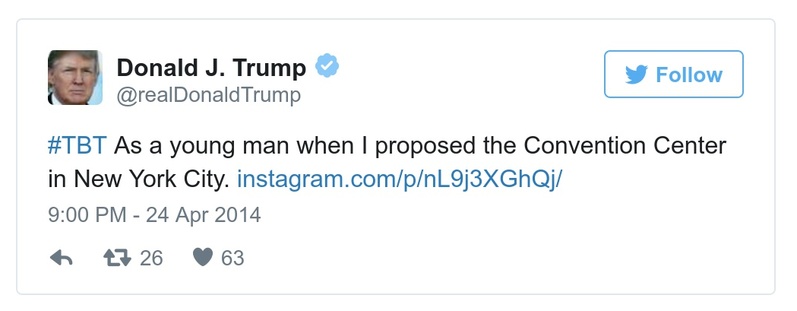 Donald J. Trump
@realDonaldTrump
Follow
#TBT As a young man when I proposed the Convention Center
in New York City. instagram.com/p/nL9j3XGhQj/
9:00 PM - 24 Apr 2014
26 63